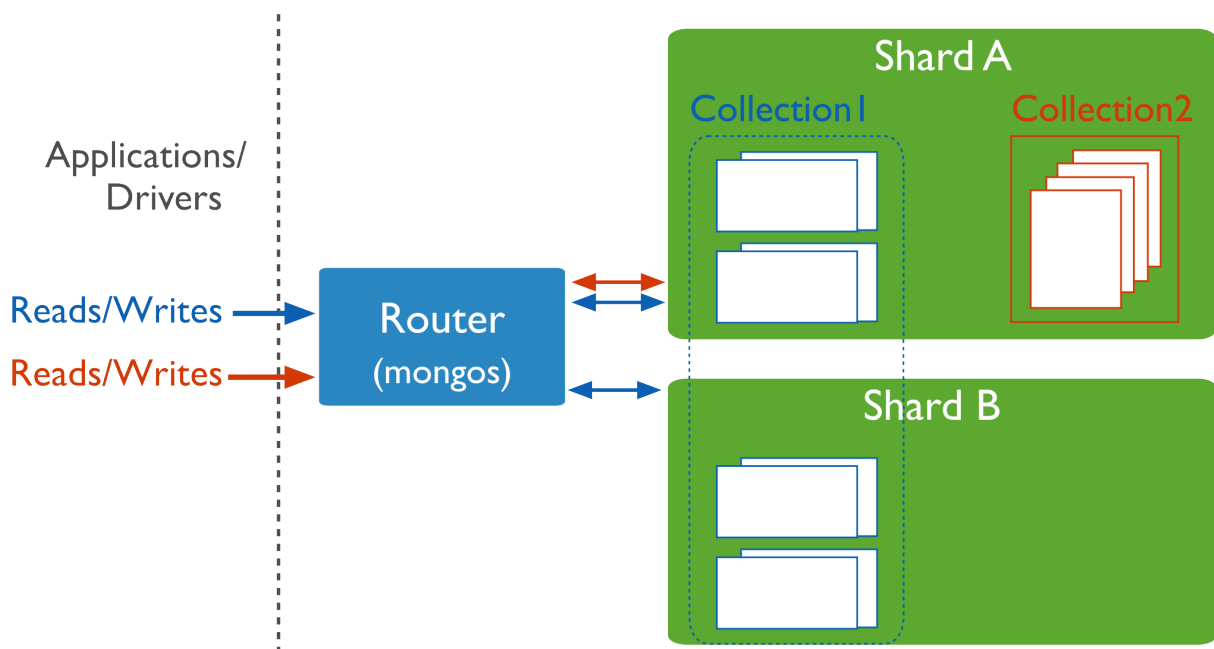 Applications/
Drivers
Reads/Writes
Reads/Writes
Router
(mongos)
Shard A
Collection1
Collection2
Shard B